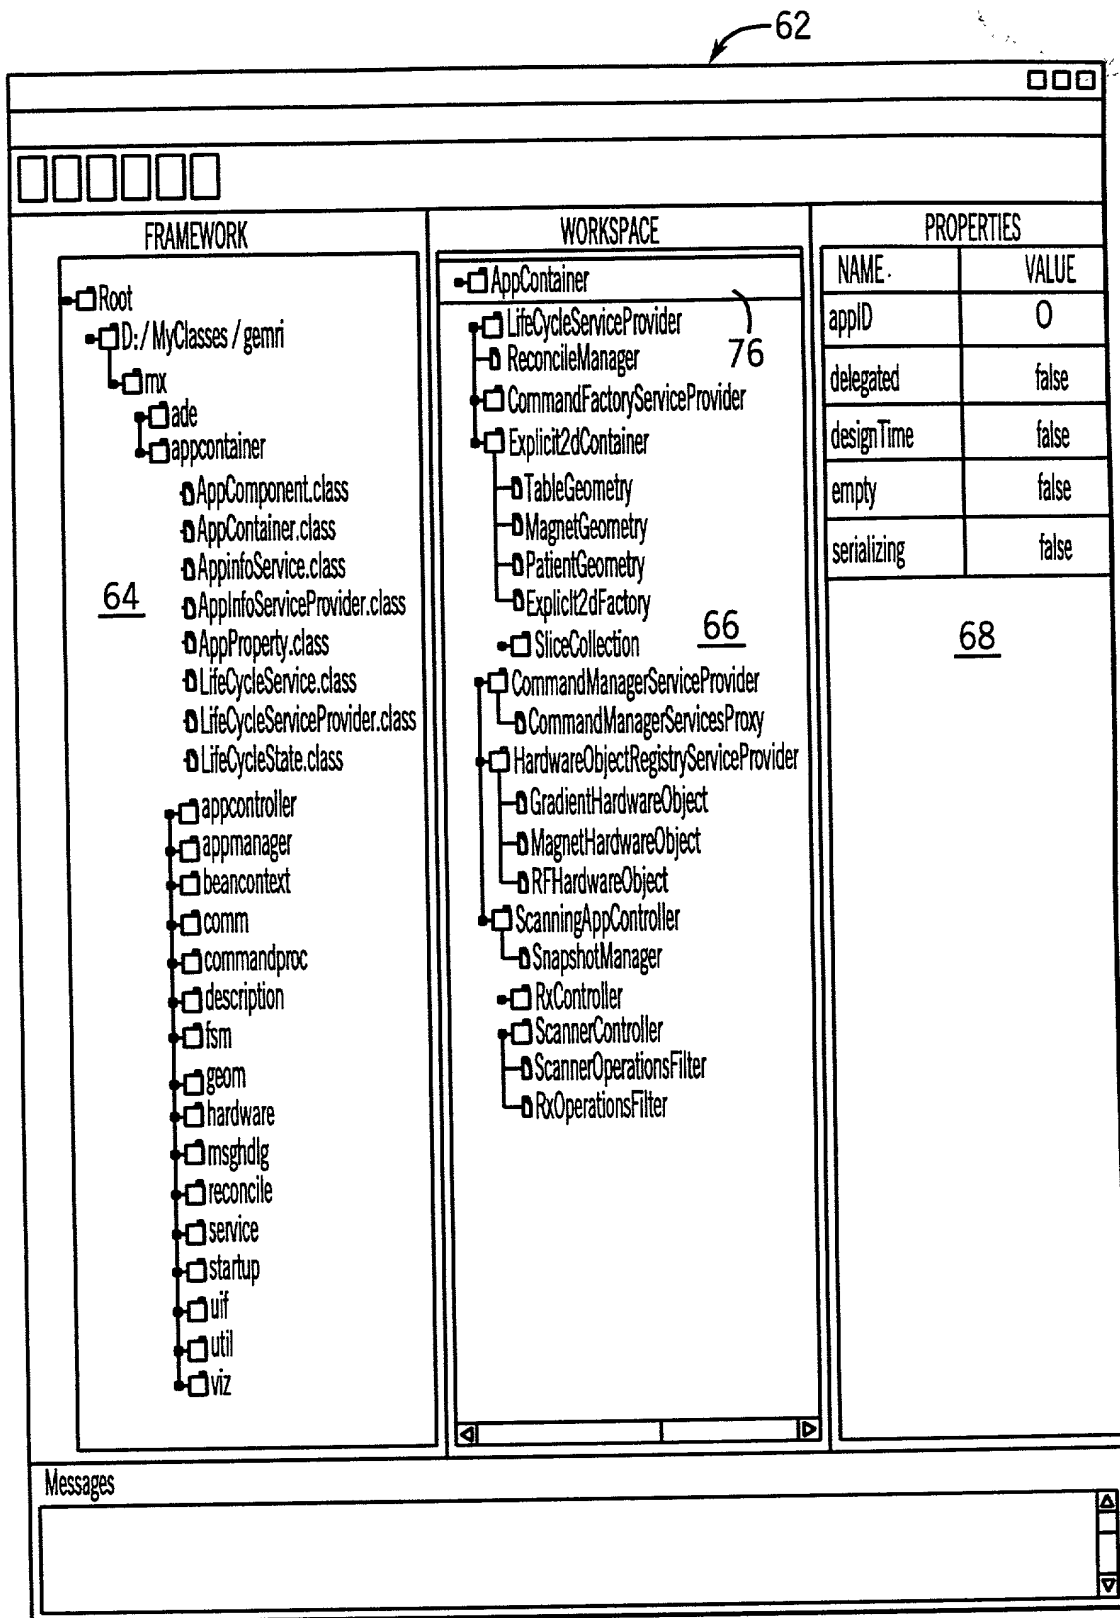 62
FRAMEWORK
Root
D:/ MyClasses / gemri
mx
ade
appcontainer
AppComponent.class
AppContainer.class
AppinfoService.class
AppInfoServiceProvider.class
AppProperty.class
LifeCycleService.class
LifeCycleServiceProvider.class
LifeCycleState.class
64
appcontroller
appmanager
beancontext
comm
commandproc
description
fsm
geom
hardware
msghdlg
reconcile
service
startup
uif
util
viz
WORKSPACE
AppContainer
76
LifeCycleServiceProvider
ReconcileManager
CommandFactoryServiceProvider
Explicit2dContainer
TableGeometry
MagnetGeometry
PatientGeometry
Explicit2dFactory
SliceCollection
66
CommandManagerServiceProvider
CommandManagerServicesProxy
HardwareObjectRegistryServiceProvider
GradientHardwareObject
MagnetHardwareObject
RFHardwareObject
ScanningAppController
SnapshotManager
RxController
ScannerController
ScannerOperationsFilter
RxOperationsFilter
PROPERTIES
NAME. VALUE
appID 0
delegated false
designTime false
empty false
serializing false
68
Messages